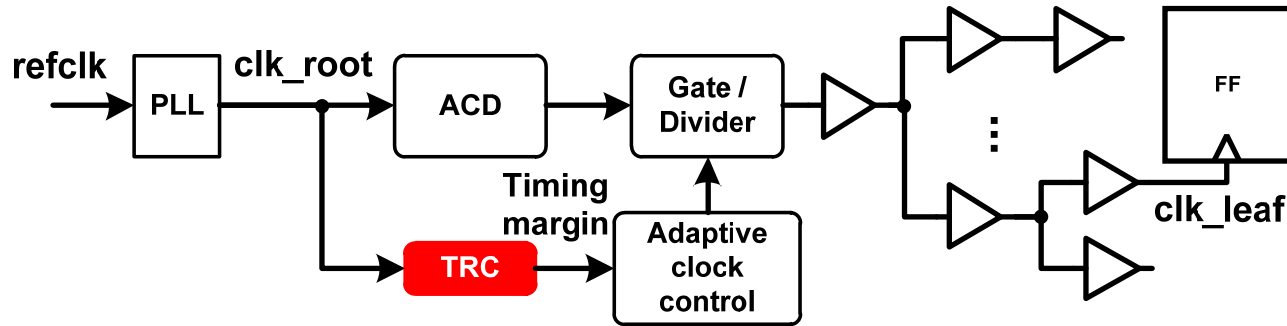 refclk
PLL
clk_root
ACD
Gate /
Divider
FF
Timing
margin
TRC
Adaptive
clock
control
clk_leaf